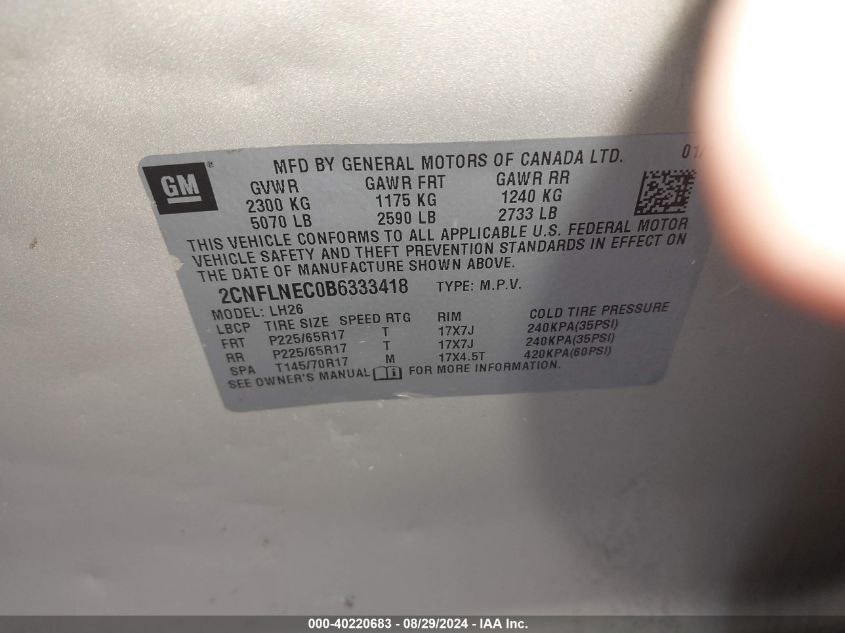 MFD BY GENERAL MOTORS OF CANADA LTD. 01/
GM®
GVWR GAWR FRT GAWR RR
2300 KG 1175 KG 1240 KG
5070 LB 2590 LB 2733 LB
THIS VEHICLE CONFORMS TO ALL APPLICABLE U.S. FEDERAL MOTOR
VEHICLE SAFETY AND THEFT PREVENTION STANDARDS IN EFFECT ON
THE DATE OF MANUFACTURE SHOWN ABOVE.
2CNFLNEC0B6333418 TYPE: M.P.V.
MODEL: LH26
LBCP TIRE SIZE SPEED RTG RIM COLD TIRE PRESSURE
FRT P225/65R17 T 17X7J 240KPA(35PSI)
RR P225/65R17 T 17X7J 240KPA(35PSI)
SPA T145/70R17 M 17X4.5T 420KPA(60PSI)
SEE OWNER'S MANUAL i FOR MORE INFORMATION.
000-40220683 - 08/29/2024 - IAA Inc.